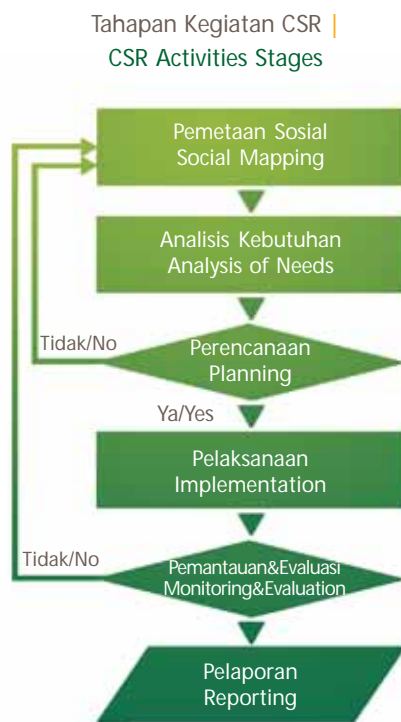 Tahapan Kegiatan CSR |
CSR Activities Stages
Pemetaan Sosial
Social Mapping
Analisis Kebutuhan
Analysis of Needs
Tidak/No
Perencanaan
Planning
Ya/Yes
Pelaksanaan
Implementation
Tidak/No
Pemantauan&Evaluasi
Monitoring&Evaluation
Pelaporan
Reporting